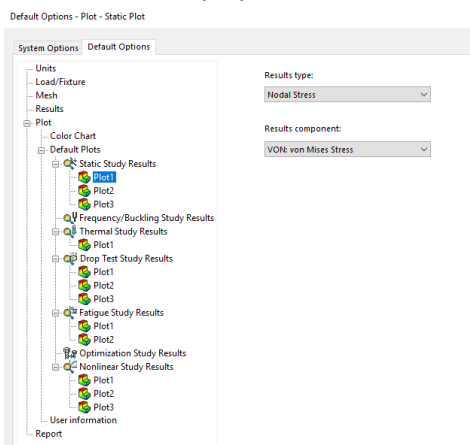 Default Options - Plot - Static Plot
System Options
Default Options
Units
Load/Fixture
Mesh
Results
Plot
Color Chart
Default Plots
Static Study Results
Plot1
Plot2
Plot3
Frequency/Buckling Study Results
Thermal Study Results
Plot1
Drop Test Study Results
Plot1
Plot2
Plot3
Fatigue Study Results
Plot1
Plot2
Optimization Study Results
Nonlinear Study Results
Plot1
Plot2
Plot3
User information
Report
Results type:
Nodal Stress
Results component:
VON: von Mises Stress